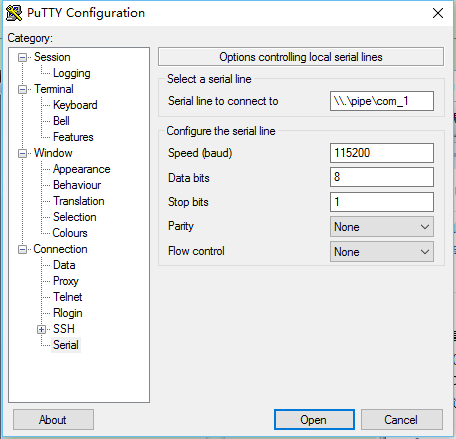 PuTTY Configuration
Category:
Session
Logging
Terminal
Keyboard
Bell
Features
Window
Appearance
Behaviour
Translation
Selection
Colours
Connection
Data
Proxy
Telnet
Rlogin
SSH
Serial
Options controlling local serial lines
Select a serial line
Serial line to connect to \\.\pipe\com_1
Configure the serial line
Speed (baud) 115200
Data bits 8
Stop bits 1
Parity None
Flow control None
About
Open
Cancel